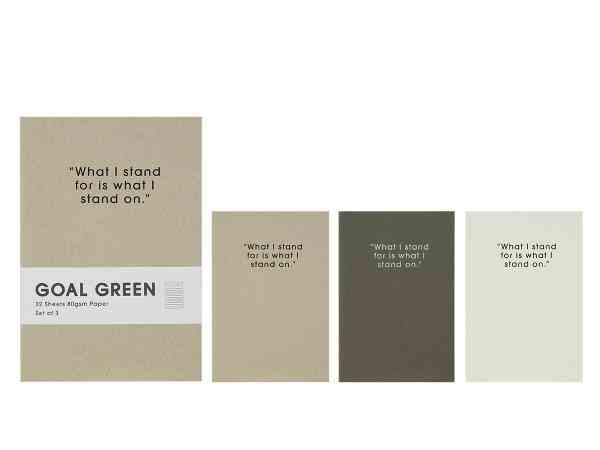 "What I stand
for is what I
stand on."
GOAL GREEN
32 Sheets 80gsm Paper
Set of 3
"What I stand
for is what I
stand on."
"What I stand
for is what I
stand on."
"What I stand
for is what I
stand on."